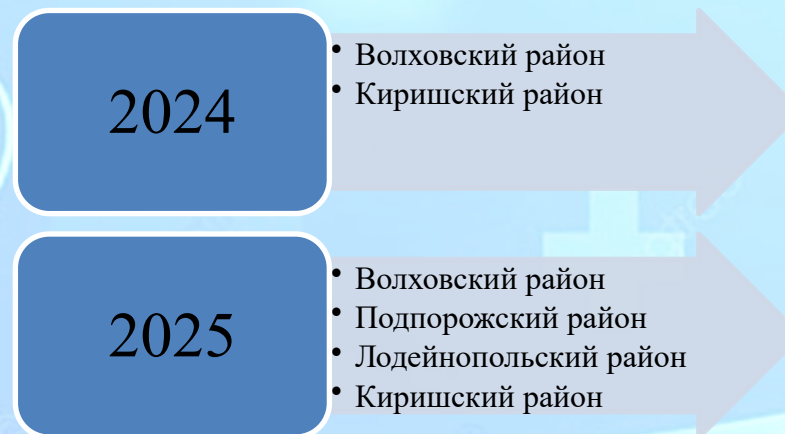 2024
• Волховский район
• Киришский район
2025
• Волховский район
• Подпорожский район
• Лодейнопольский район
• Киришский район